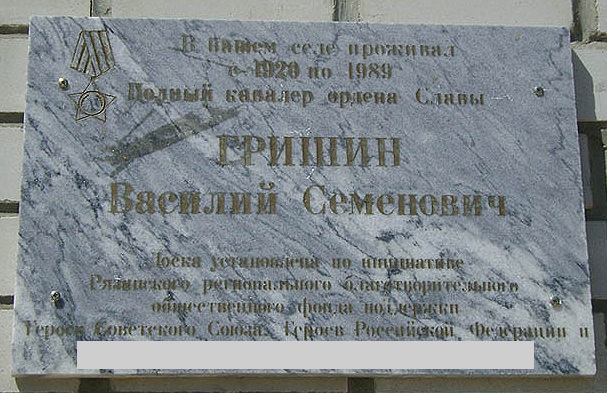 В нашем селе проживал
с 1920 по 1989
Полный кавалер ордена Славы
ГРИШИН
Василий Семенович
Доска установлена по инициативе
Рязанского регионального благотворительного
общественного фонда поддержки
Героев Советского Союза, Героев Российской Федерации и